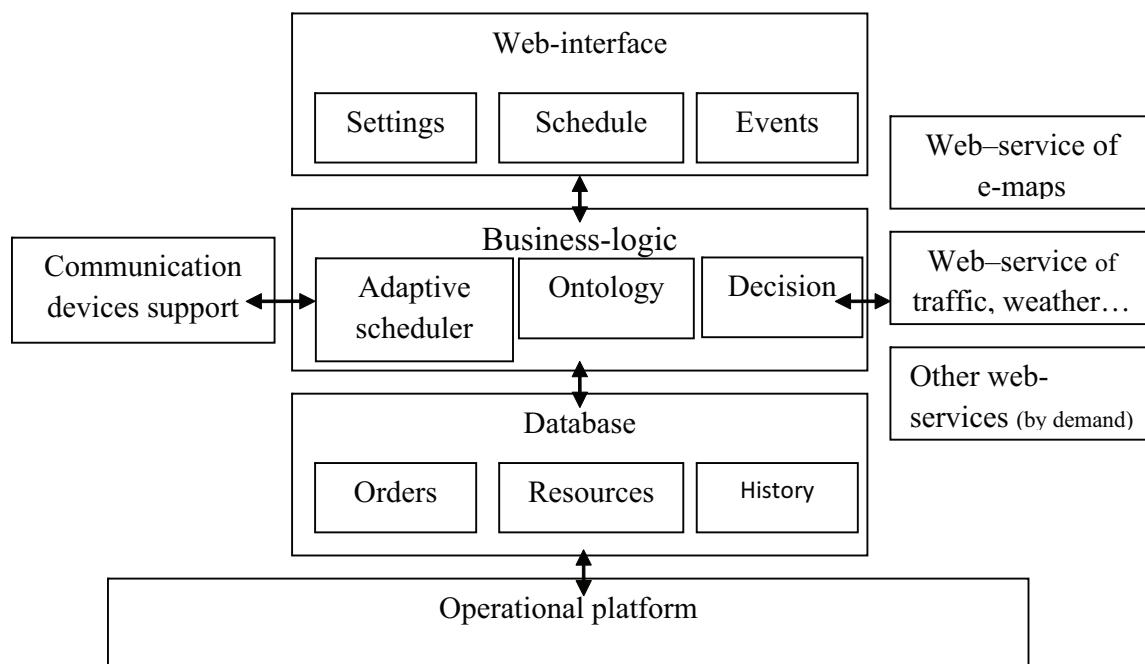 Web-interface
Settings
Schedule
Events
Web–service of
e-maps
Business-logic
Communication
devices support
Adaptive
scheduler
Ontology
Decision
Web–service of
traffic, weather…
Other web-
services (by demand)
Database
Orders
Resources
History
Operational platform